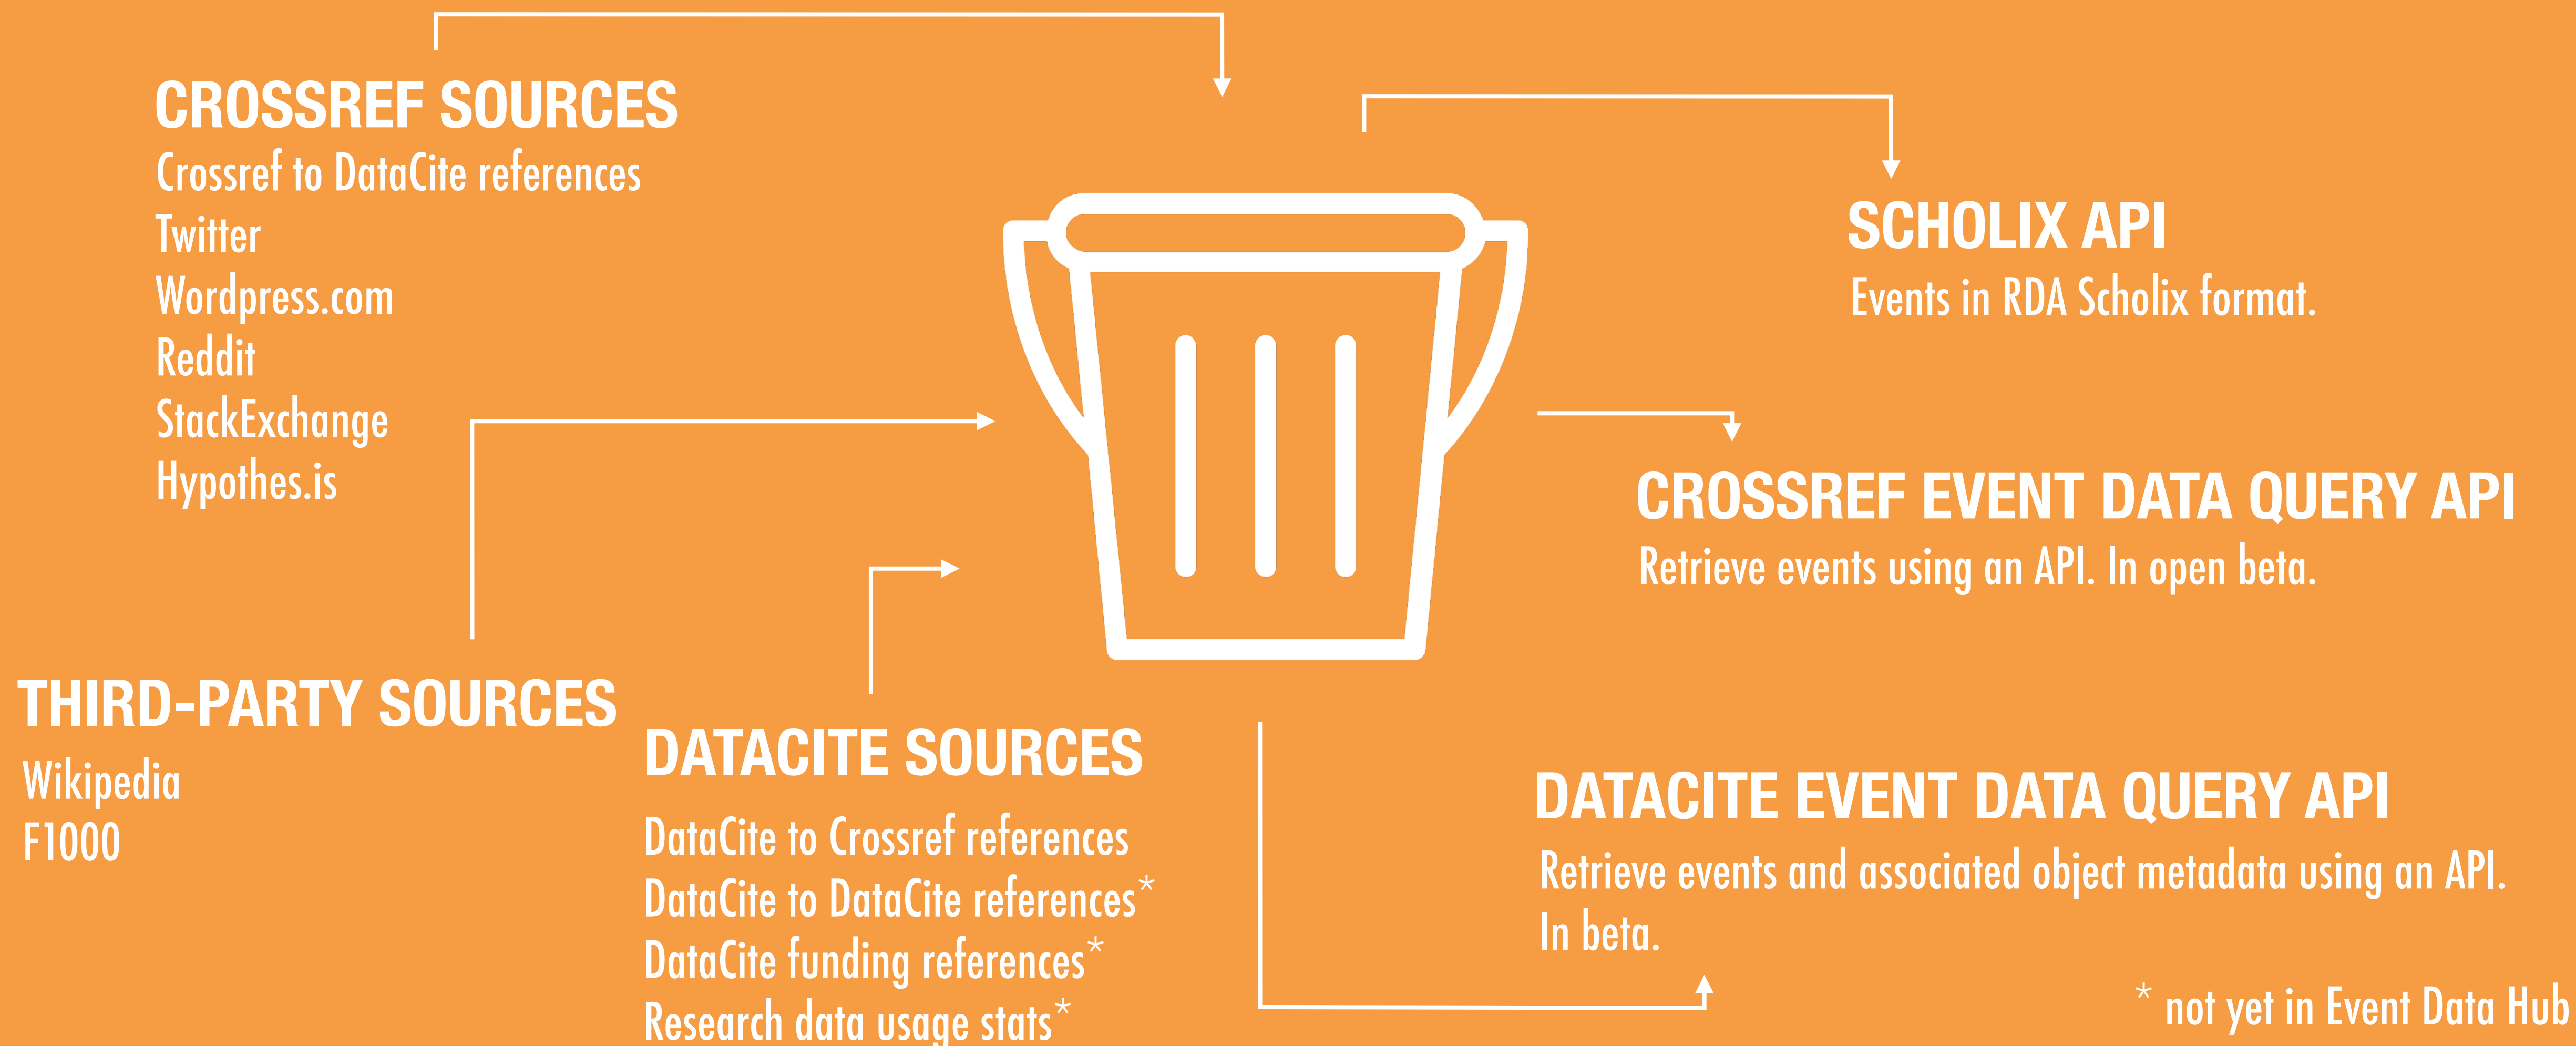 CROSSREF SOURCES
Crossref to DataCite references
Twitter
Wordpress.com
Reddit
StackExchange
Hypothes.is
THIRD-PARTY SOURCES
Wikipedia
F1000
DATACITE SOURCES
DataCite to Crossref references
DataCite to DataCite references*
DataCite funding references*
Research data usage stats*
SCHOLIX API
Events in RDA Scholix format.
CROSSREF EVENT DATA QUERY API
Retrieve events using an API. In open beta.
DATACITE EVENT DATA QUERY API
Retrieve events and associated object metadata using an API.
In beta.
* not yet in Event Data Hub